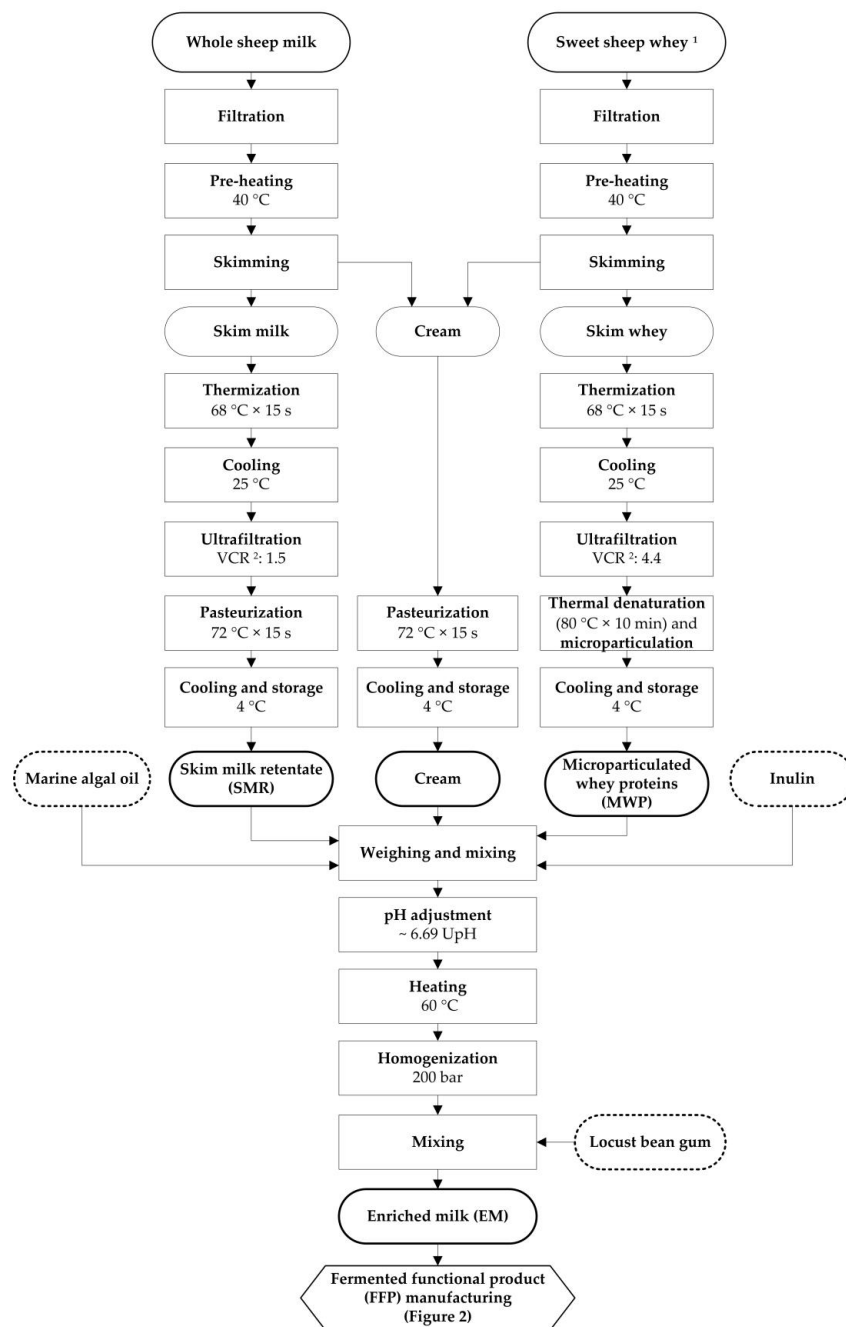 Whole sheep milk
Sweet sheep whey ¹
Filtration
Filtration
Pre-heating
40 °C
Pre-heating
40 °C
Skimming
Skimming
Skim milk
Cream
Skim whey
Thermization
68 °C × 15 s
Thermization
68 °C × 15 s
Cooling
25 °C
Cooling
25 °C
Ultrafiltration
VCR ²: 1.5
Ultrafiltration
VCR ²: 4.4
Pasteurization
72 °C × 15 s
Pasteurization
72 °C × 15 s
Thermal denaturation
(80 °C × 10 min) and
microparticulation
Cooling and storage
4 °C
Cooling and storage
4 °C
Cooling and storage
4 °C
Marine algal oil
Skim milk retentate
(SMR)
Cream
Microparticulated
whey proteins
(MWP)
Inulin
Weighing and mixing
pH adjustment
~ 6.69 UpH
Heating
60 °C
Homogenization
200 bar
Mixing
Locust bean gum
Enriched milk (EM)
Fermented functional product
(FFP) manufacturing
(Figure 2)